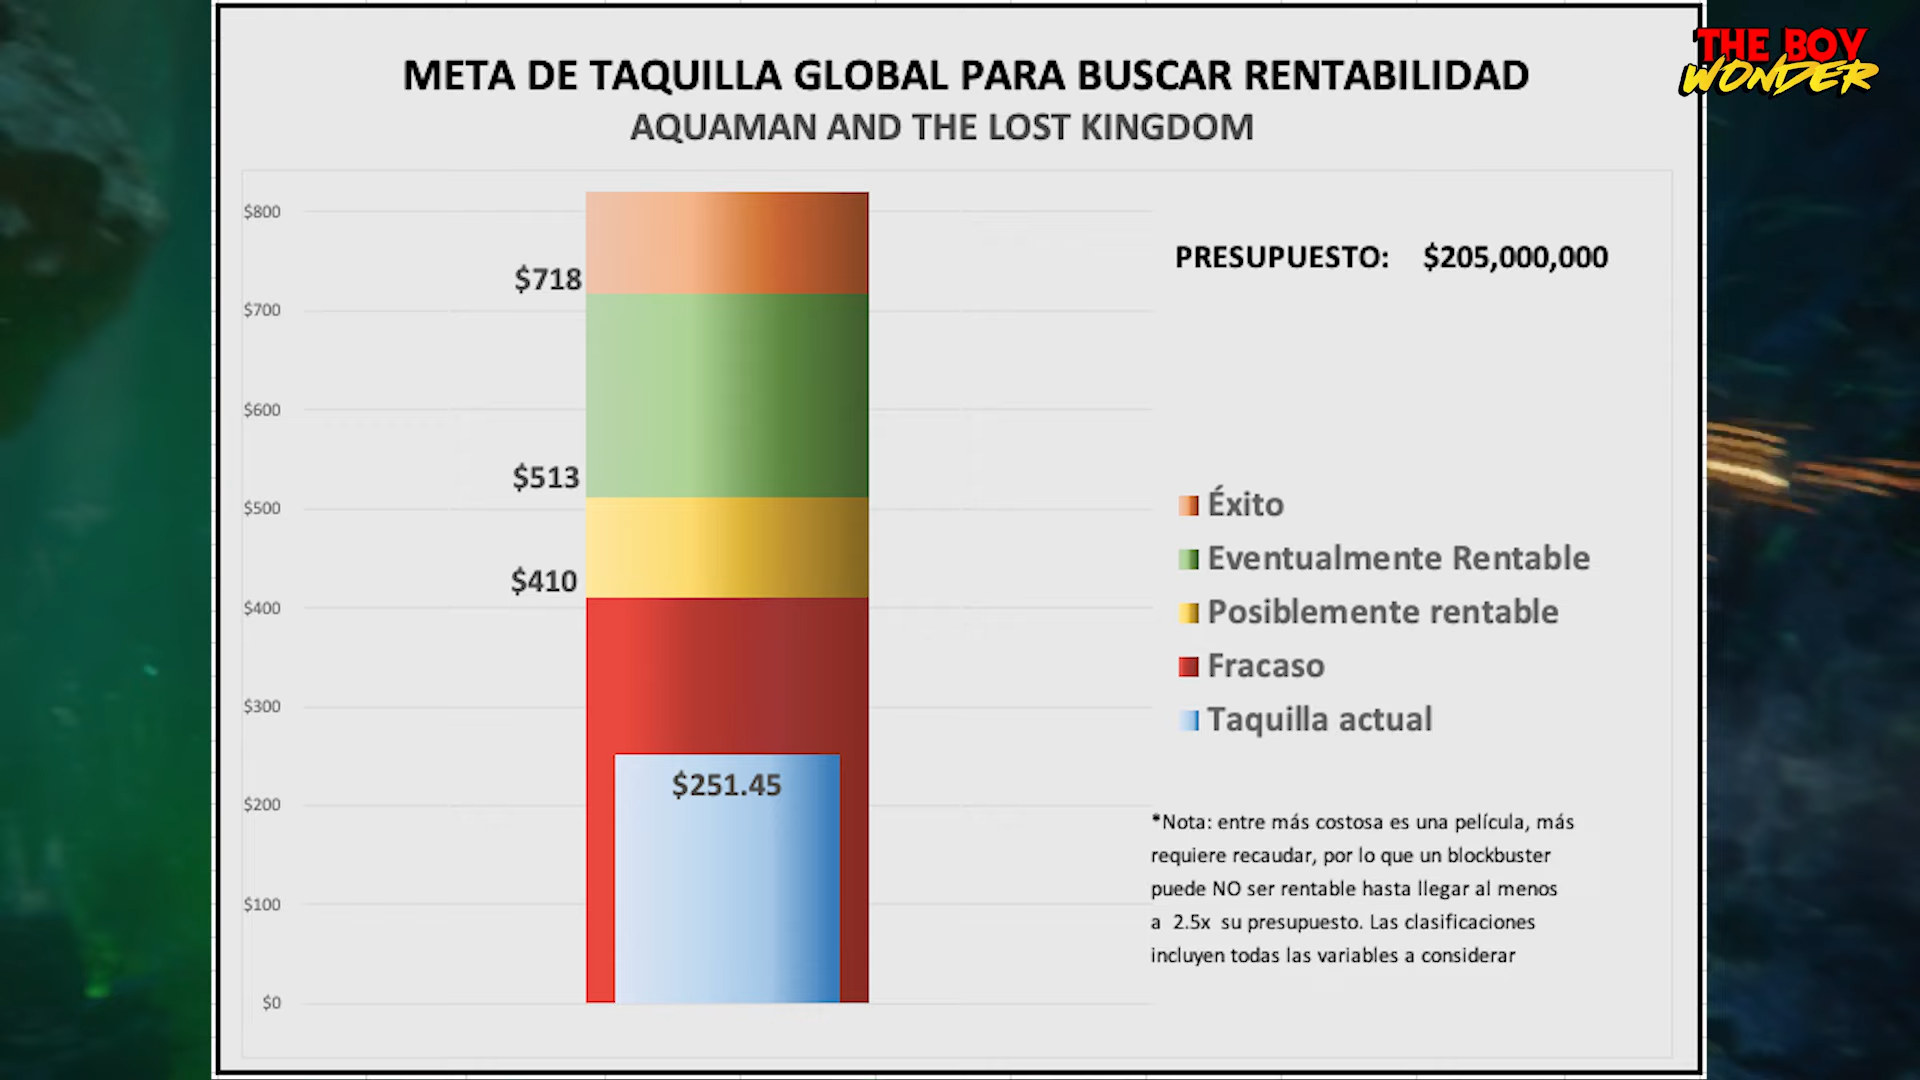 THE BOY
WONDER
META DE TAQUILLA GLOBAL PARA BUSCAR RENTABILIDAD
AQUAMAN AND THE LOST KINGDOM
$800
$718
$700
$600
$513
$500
$410
$400
$300
$251.45
$200
$100
$0
PRESUPUESTO: $205,000,000
Éxito
Eventualmente Rentable
Posiblemente rentable
Fracaso
Taquilla actual
*Nota: entre más costosa es una película, más
requiere recaudar, por lo que un blockbuster
puede NO ser rentable hasta llegar al menos
a 2.5x su presupuesto. Las clasificaciones
incluyen todas las variables a considerar